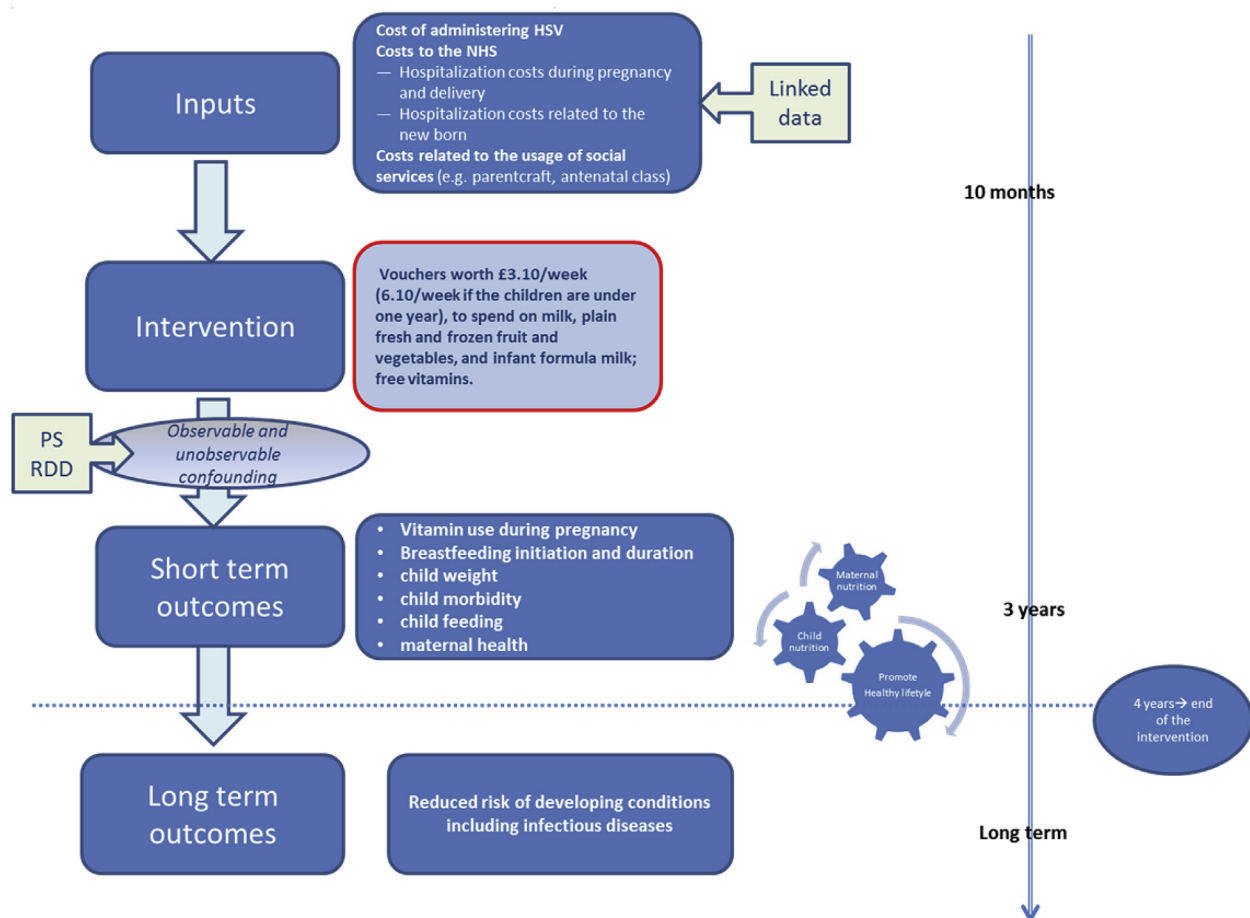 Inputs
Cost of administering HSV
Costs to the NHS
— Hospitalization costs during pregnancy
and delivery
— Hospitalization costs related to the
new born
Costs related to the usage of social
services (e.g. parentcraft, antenatal class)
Linked
data
10 months
Intervention
Vouchers worth £3.10/week
(6.10/week if the children are under
one year), to spend on milk, plain
fresh and frozen fruit and
vegetables, and infant formula milk;
free vitamins.
PS
RDD
Observable and
unobservable
confounding
Short term
outcomes
• Vitamin use during pregnancy
• Breastfeeding initiation and duration
• child weight
• child morbidity
• child feeding
• maternal health
Maternal
nutrition
Child
nutrition
Promote
Healthy lifetyle
3 years
4 years→ end
of the
intervention
Long term
outcomes
Reduced risk of developing conditions
including infectious diseases
Long term